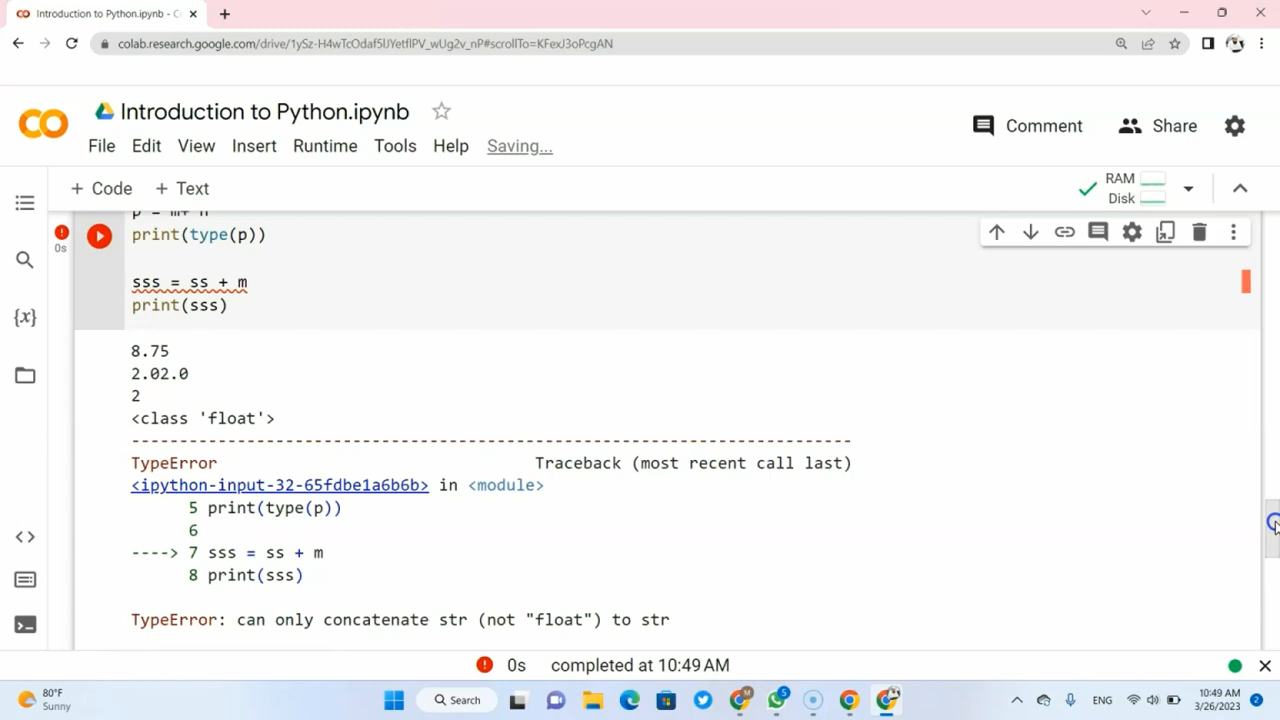 Introduction to Python.ipynb - C
colab.research.google.com/drive/1ySz-H4wTcOdaf5lJYetflPV_wUg2v_nP#scrollTo=KFexJ3oPcgAN
Introduction to Python.ipynb
Comment
Share
File Edit View Insert Runtime Tools Help Saving...
+ Code + Text
RAM
Disk
print(type(p))
0s
sss = ss + m
print(sss)
{x}
8.75
2.02.0
2
<class 'float'>
---------------------------------------------------------------------------
TypeError Traceback (most recent call last)
<ipython-input-32-65fdbe1a6b6b> in <module>
5 print(type(p))
6
----> 7 sss = ss + m
8 print(sss)
TypeError: can only concatenate str (not "float") to str
0s completed at 10:49 AM
80°F
Sunny
Search
M
5
ENG
10:49 AM
3/26/2023
2